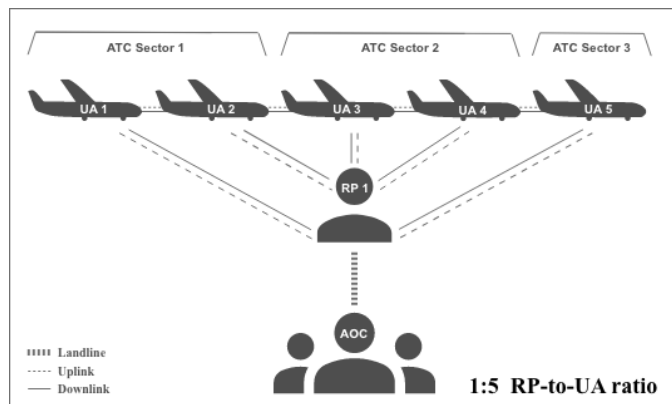 ATC Sector 1 ATC Sector 2 ATC Sector 3
UA 1 UA 2 UA 3 UA 4 UA 5
RP 1
AOC
Landline
Uplink
Downlink
1:5 RP-to-UA ratio